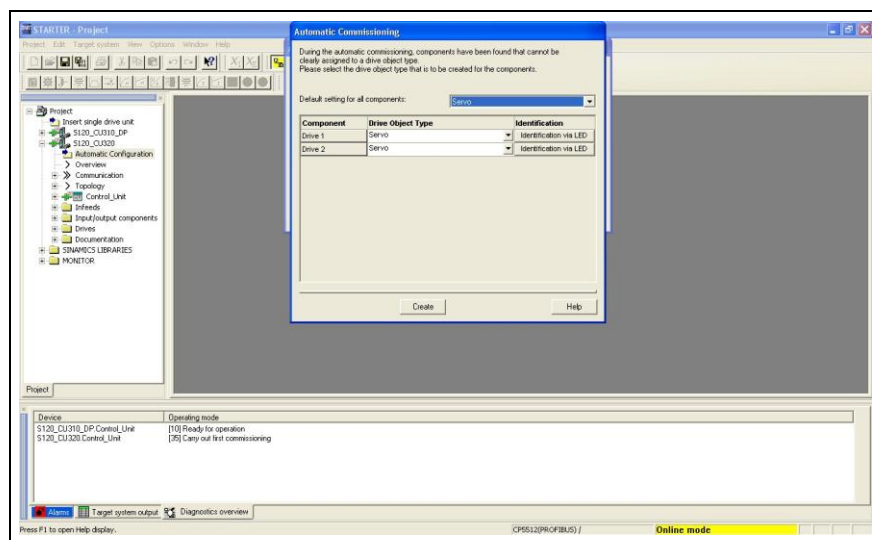 STARTER - Project
Project Edit Target system View Options Window Help
Automatic Commissioning
During the automatic commissioning, components have been found that cannot be
clearly assigned to a drive object type.
Please select the drive object type that is to be created for the components.
Default setting for all components: Servo
Component Drive Object Type Identification
Drive 1 Servo Identification via LED
Drive 2 Servo Identification via LED
Create Help
Project
Insert single drive unit
S120_CU310_DP
S120_CU320
Automatic Configuration
Overview
Communication
Topology
Control_Unit
Infeeds
Input/output components
Drives
Documentation
SINAMICS LIBRARIES
MONITOR
Project
Device Operating mode
S120_CU310_DP.Control_Unit [10] Ready for operation
S120_CU320.Control_Unit [35] Carry out first commissioning
Alarms Target system output Diagnostics overview
Press F1 to open Help display. CP5512(PROFIBUS) / Online mode